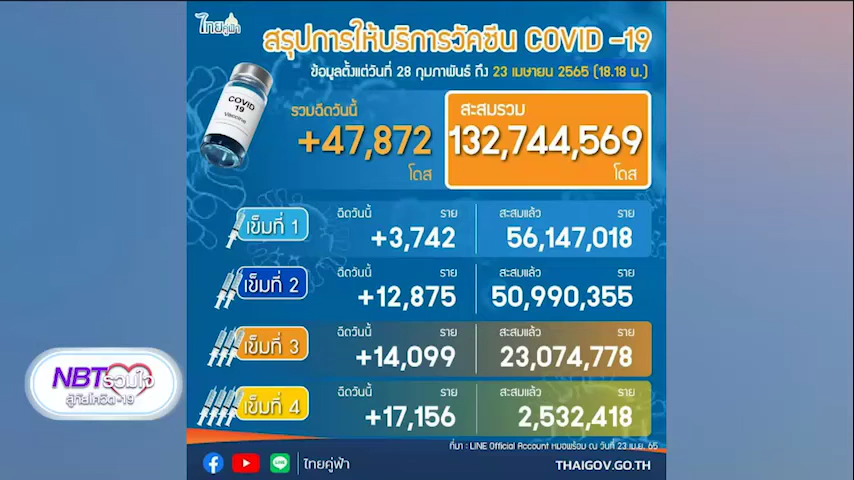 ไทยคู่ฟ้า
สรุปการให้บริการวัคซีน COVID -19
ข้อมูลตั้งแต่วันที่ 28 กุมภาพันธ์ ถึง 23 เมษายน 2565 (18.18 น.)
COVID
19
Vaccine
รวมฉีดวันนี้
+47,872
โดส
สะสมรวม
132,744,569
โดส
เข็มที่ 1
ฉีดวันนี้ ราย
+3,742
สะสมแล้ว ราย
56,147,018
เข็มที่ 2
ฉีดวันนี้ ราย
+12,875
สะสมแล้ว ราย
50,990,355
เข็มที่ 3
ฉีดวันนี้ ราย
+14,099
สะสมแล้ว ราย
23,074,778
เข็มที่ 4
ฉีดวันนี้ ราย
+17,156
สะสมแล้ว ราย
2,532,418
NBT รวมใจ
สู้ภัยโควิด-19
ที่มา : LINE Official Account หมอพร้อม ณ วันที่ 23 เม.ย. 65
LINE
ไทยคู่ฟ้า
THAIGOV.GO.TH